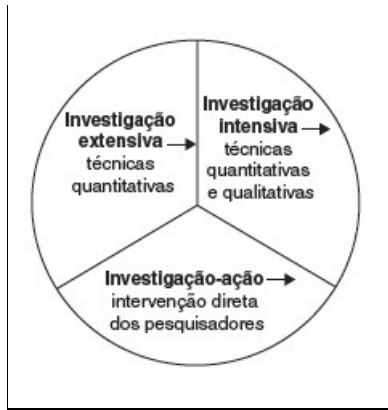 Investigação
extensiva →
técnicas
quantitativas
Investigação
intensiva →
técnicas
quantitativas
e qualitativas
Investigação-ação →
intervenção direta
dos pesquisadores